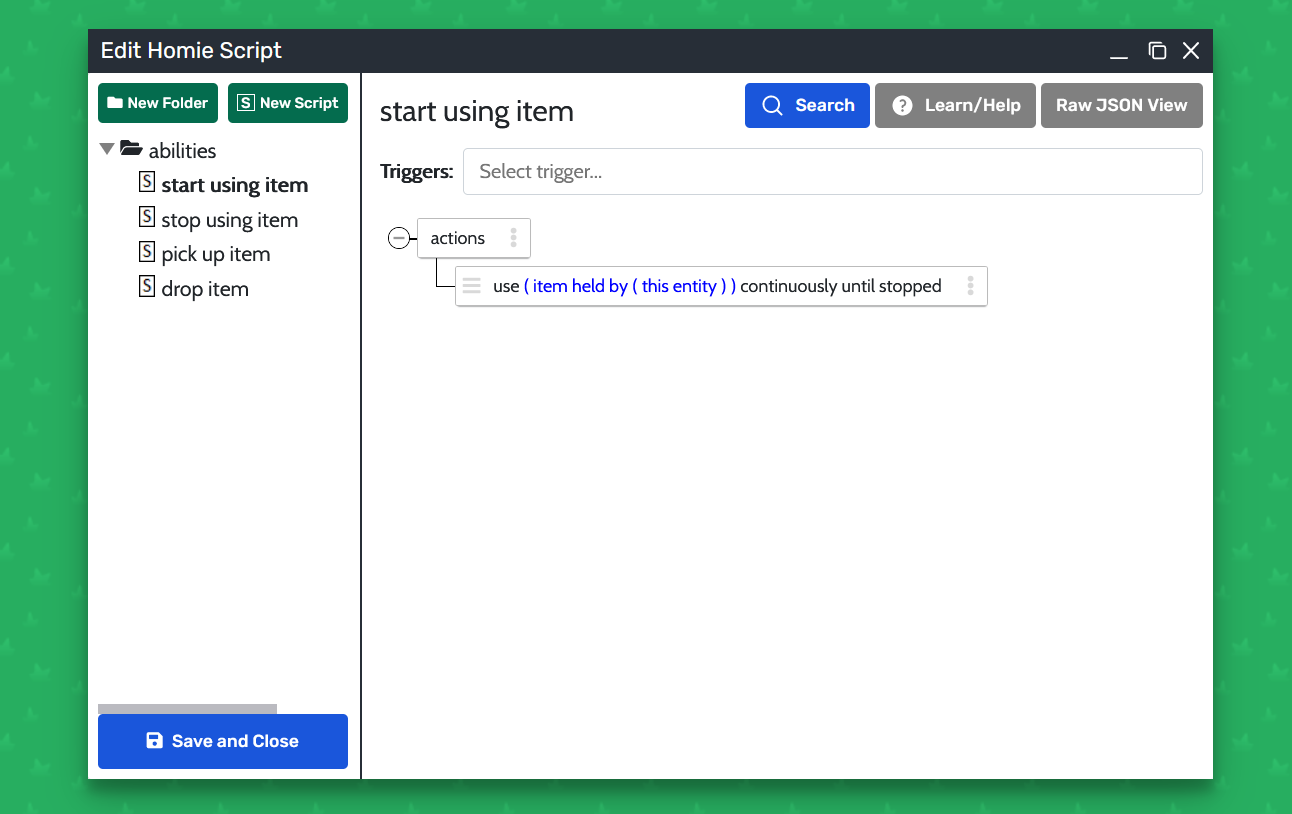 Edit Homie Script
New Folder
S New Script
abilities
S start using item
S stop using item
S pick up item
S drop item
Save and Close
start using item
Search
? Learn/Help
Raw JSON View
Triggers: Select trigger...
actions
use ( item held by ( this entity ) ) continuously until stopped